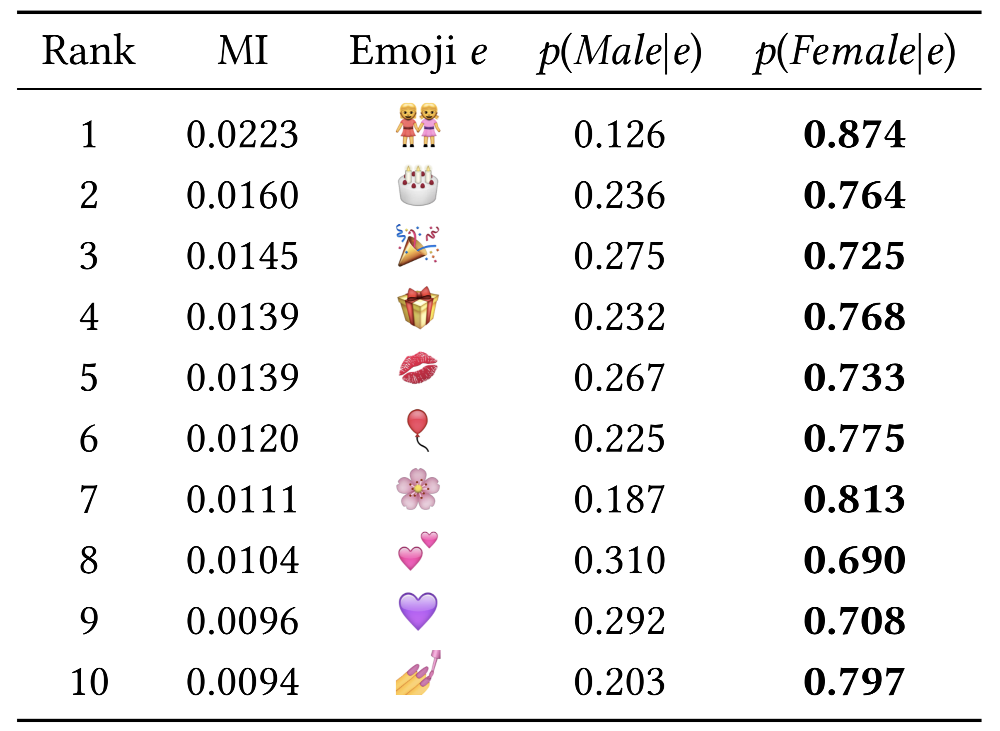 Rank MI Emoji e p(Male|e) p(Female|e)
1 0.0223 👭 0.126 0.874
2 0.0160 🎂 0.236 0.764
3 0.0145 🎉 0.275 0.725
4 0.0139 🎁 0.232 0.768
5 0.0139 💋 0.267 0.733
6 0.0120 🎈 0.225 0.775
7 0.0111 🌸 0.187 0.813
8 0.0104 💕 0.310 0.690
9 0.0096 💜 0.292 0.708
10 0.0094 💅 0.203 0.797